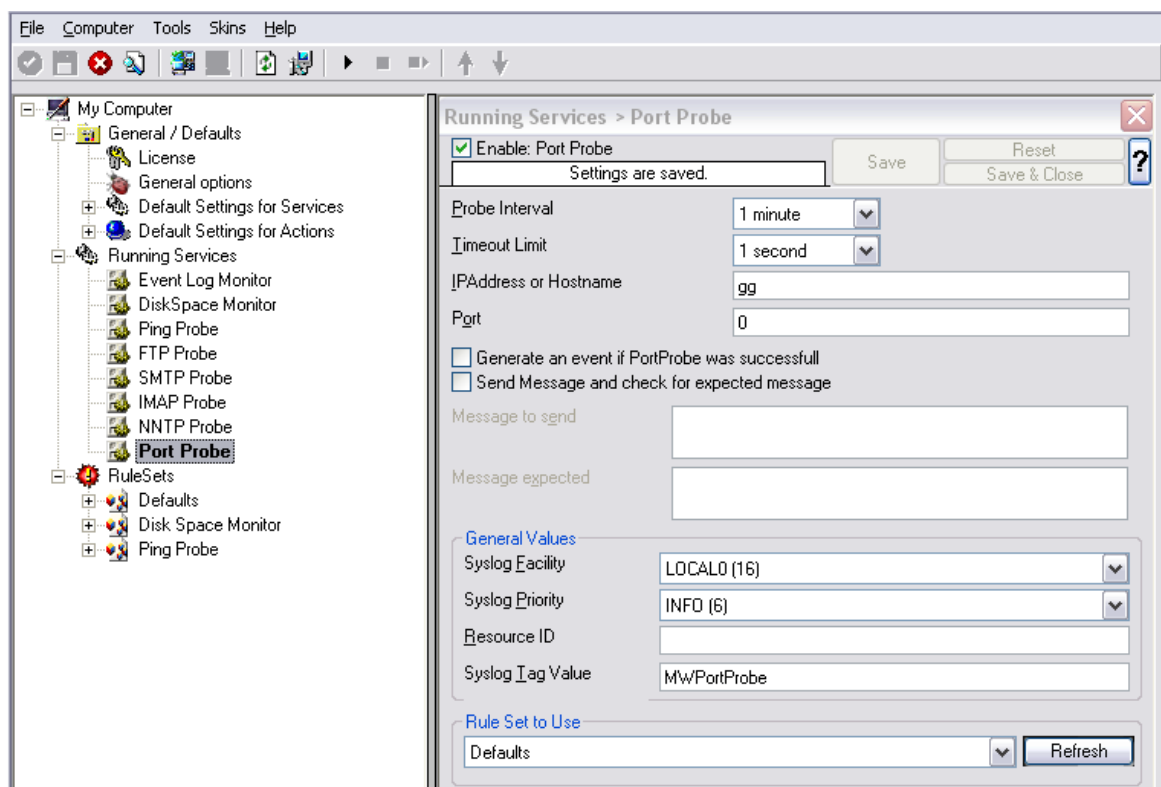 File Computer Tools Skins Help
My Computer
General / Defaults
License
General options
Default Settings for Services
Default Settings for Actions
Running Services
Event Log Monitor
DiskSpace Monitor
Ping Probe
FTP Probe
SMTP Probe
IMAP Probe
NNTP Probe
Port Probe
RuleSets
Defaults
Disk Space Monitor
Ping Probe
Running Services > Port Probe
Enable: Port Probe
Settings are saved.
Save
Reset
Save & Close
?
Probe Interval
1 minute
Timeout Limit
1 second
IPAddress or Hostname
gg
Port
0
Generate an event if PortProbe was successfull
Send Message and check for expected message
Message to send
Message expected
General Values
Syslog Facility
LOCAL0 (16)
Syslog Priority
INFO (6)
Resource ID
Syslog Tag Value
MWPortProbe
Rule Set to Use
Defaults
Refresh